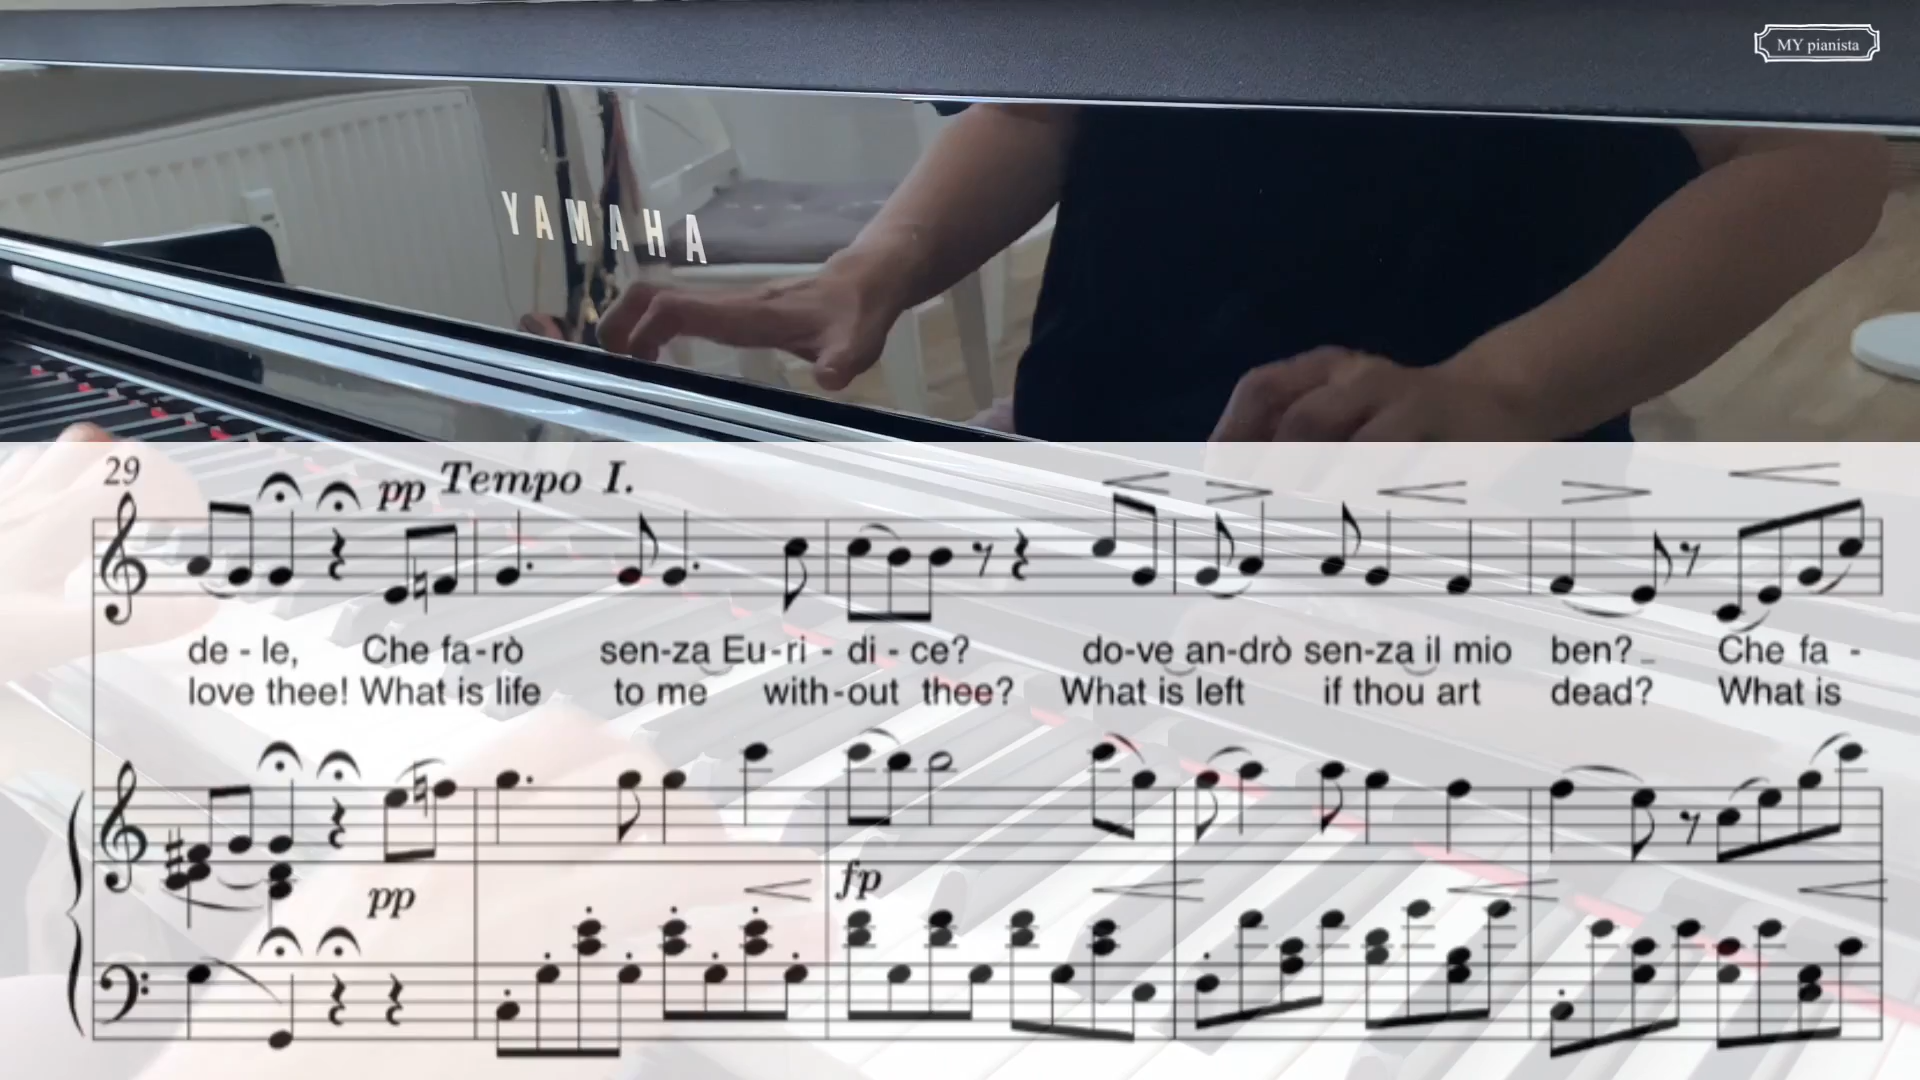 MY pianista
YAMAHA
29
pp Tempo I.
de - le, Che fa-rò sen-za Eu-ri - di - ce? do-ve an-drò sen-za il mio ben? Che fa -
love thee! What is life to me with-out thee? What is left if thou art dead? What is
pp
fp